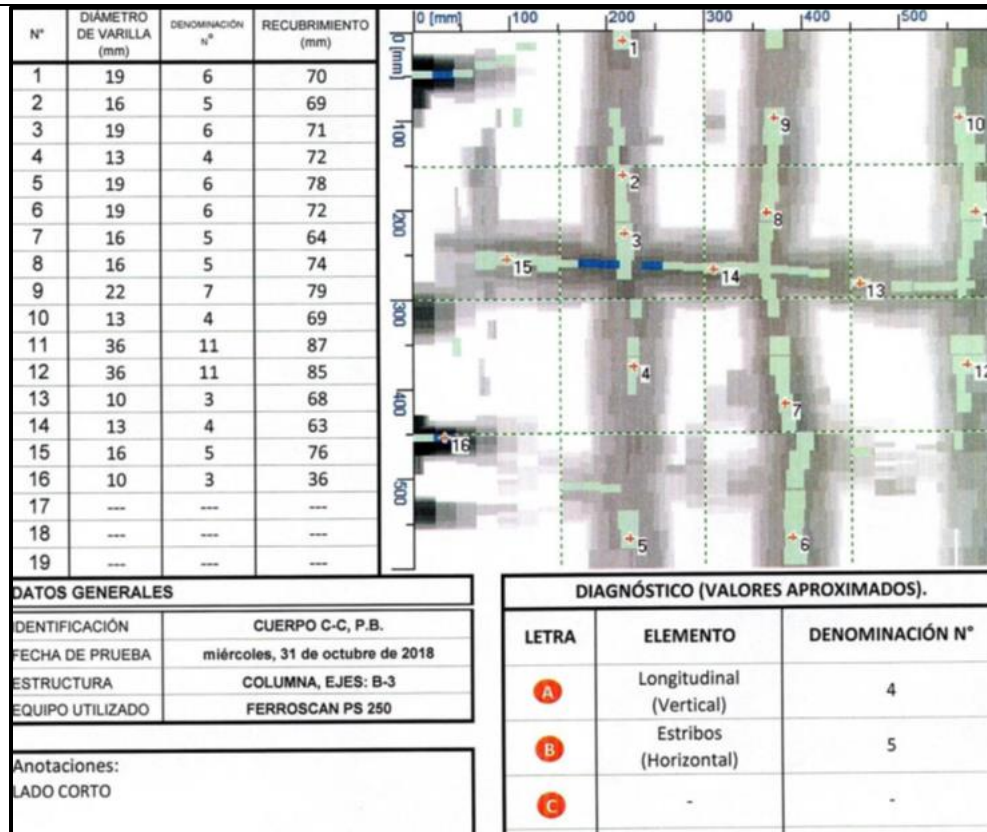 N° DIÁMETRO DE VARILLA (mm) DENOMINACIÓN N° RECUBRIMIENTO (mm)
1 19 6 70
2 16 5 69
3 19 6 71
4 13 4 72
5 19 6 78
6 19 6 72
7 16 5 64
8 16 5 74
9 22 7 79
10 13 4 69
11 36 11 87
12 36 11 85
13 10 3 68
14 13 4 63
15 16 5 76
16 10 3 36
17 --- --- ---
18 --- --- ---
19 --- --- ---
0 [mm] 100 200 300 400 500
0 [mm] 100 200 300 400 500
1
9
10
2
8
1
3
15
14
13
4
12
7
16
5
6
DATOS GENERALES
IDENTIFICACIÓN CUERPO C-C, P.B.
FECHA DE PRUEBA miércoles, 31 de octubre de 2018
ESTRUCTURA COLUMNA, EJES: B-3
EQUIPO UTILIZADO FERROSCAN PS 250
Anotaciones:
LADO CORTO
DIAGNÓSTICO (VALORES APROXIMADOS).
LETRA ELEMENTO DENOMINACIÓN N°
A Longitudinal (Vertical) 4
B Estribos (Horizontal) 5
C - -